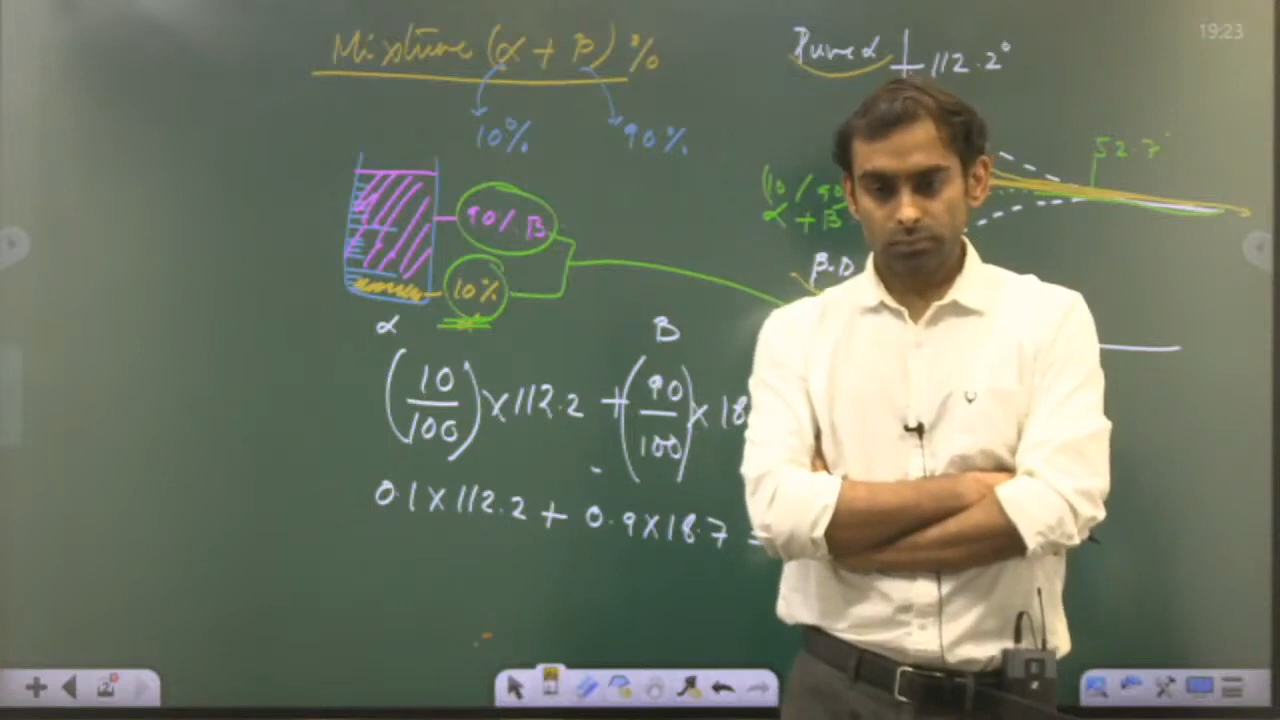 19:23
Mixture (α + β) %
10% 90%
Pure α + 112.2°
52.7°
10/90
α + β
β-D
90% β
10%
α β
(10/100) × 112.2 + (90/100) × 18
0.1 × 112.2 + 0.9 × 18.7 =